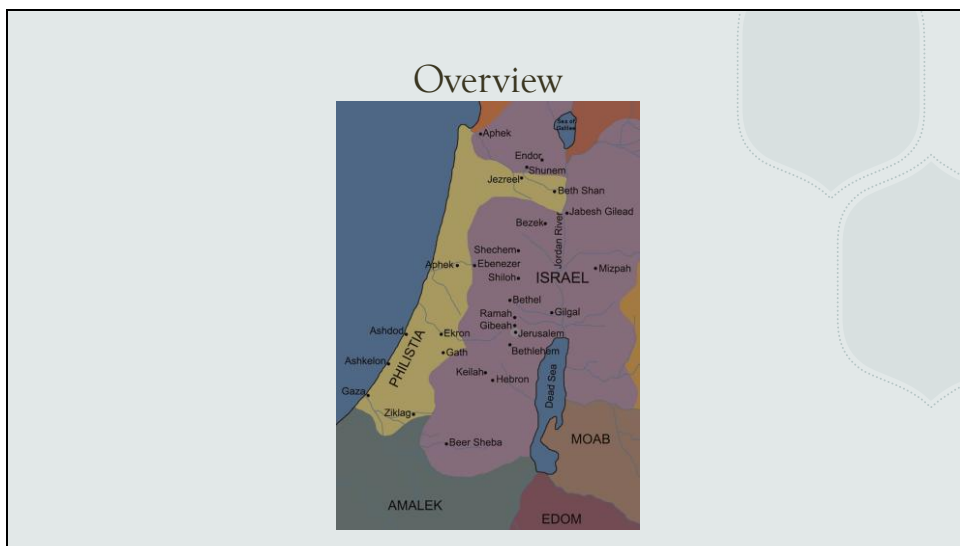 Overview
Sea of
Galilee
Aphek
Endor
Shunem
Jezreel
Beth Shan
Jabesh Gilead
Bezek
Jordan River
Shechem
Aphek
Ebenezer
Mizpah
Shiloh
ISRAEL
Bethel
Ramah
Gilgal
Gibeah
Jerusalem
Ashdod
Ekron
PHILISTIA
Bethlehem
Gath
Ashkelon
Keilah
Hebron
Dead Sea
Gaza
Ziklag
MOAB
Beer Sheba
AMALEK
EDOM